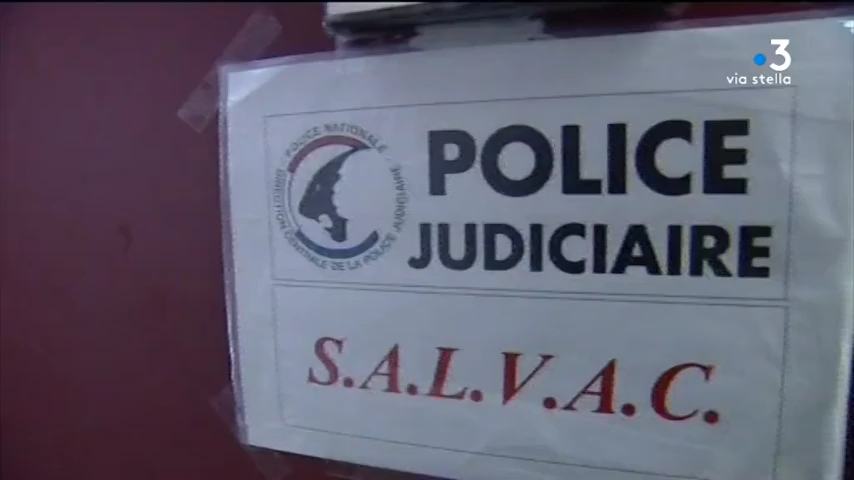 3
via stella
POLICE NATIONALE
DIRECTION CENTRALE DE LA POLICE JUDICIAIRE
POLICE
JUDICIAIRE
S.A.L.V.A.C.